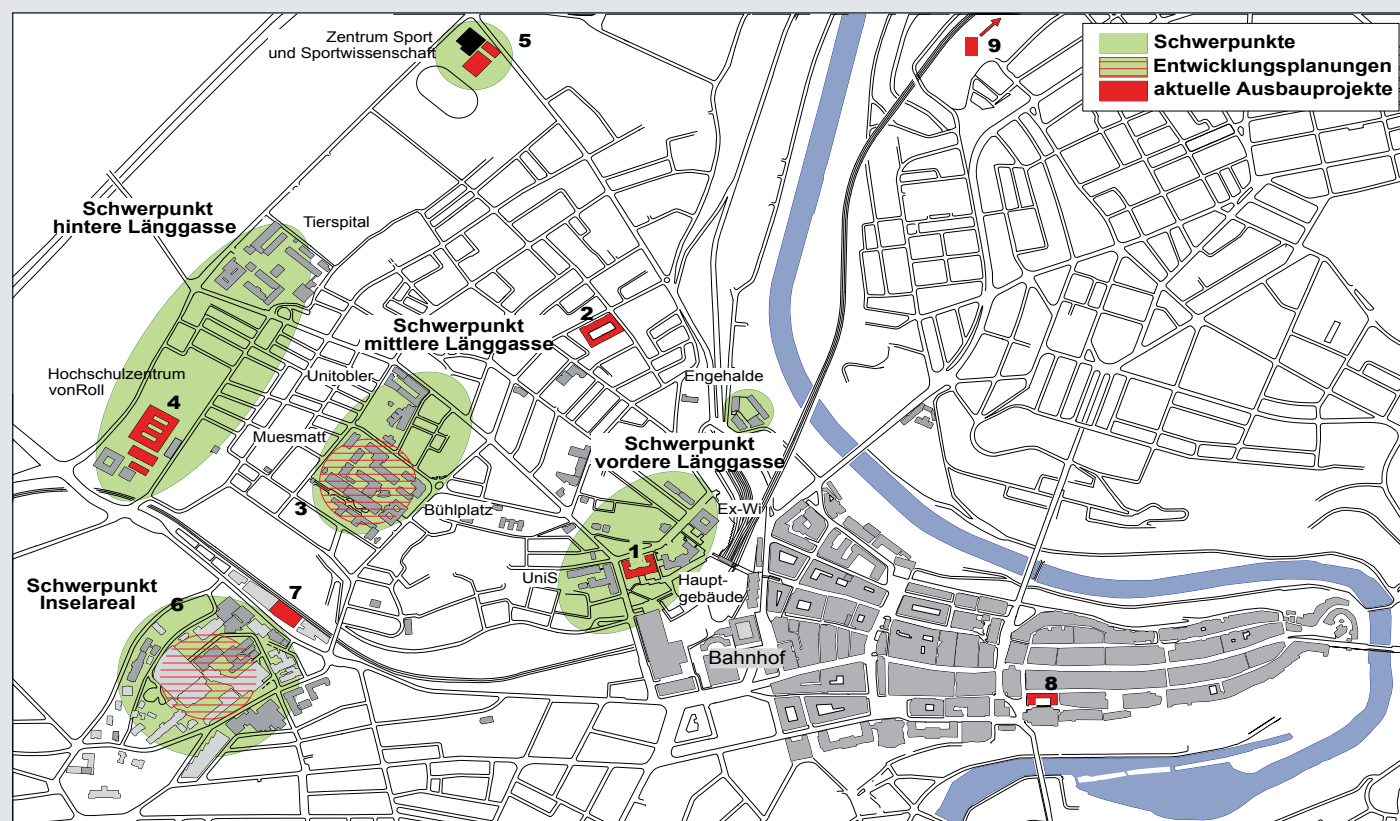 Zentrum Sport
und Sportwissenschaft
5
9
Schwerpunkte
Entwicklungsplanungen
aktuelle Ausbauprojekte
Schwerpunkt
hintere Länggasse
Tierspital
2
Schwerpunkt
mittlere Länggasse
Hochschulzentrum
vonRoll
4
Unitobler
Engehalde
Muesmatt
Schwerpunkt
vordere Länggasse
3
Bühlplatz
Ex-Wi
1
UniS
Haupt-
gebäude
Schwerpunkt
Inselareal
6
7
Bahnhof
8